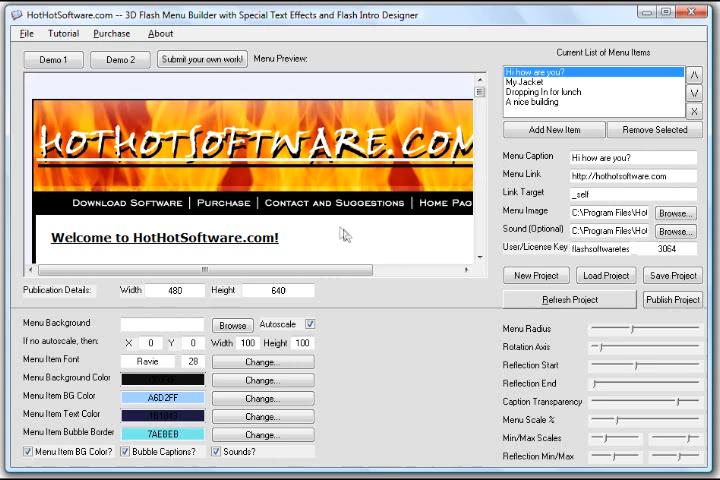 HotHotSoftware.com -- 3D Flash Menu Builder with Special Text Effects and Flash Intro Designer
File Tutorial Purchase About
Demo 1 Demo 2 Submit your own work! Menu Preview:
HOTHOTSOFTWARE.COM
DOWNLOAD SOFTWARE | PURCHASE | CONTACT AND SUGGESTIONS | HOME PAG
Welcome to HotHotSoftware.com!
Publication Details: Width 480 Height 640
Menu Background Browse Autoscale
If no autoscale, then: X 0 Y 0 Width 100 Height 100
Menu Item Font Ravie 28 Change...
Menu Background Color Change...
Menu Item BG Color A6D2FF Change...
Menu Item Text Color Change...
Menu Item Bubble Border 7AEBEB Change...
Menu Item BG Color? Bubble Captions? Sounds?
Current List of Menu Items
Hi how are you?
My Jacket
Dropping In for lunch
A nice building
/\
\/
X
Add New Item Remove Selected
Menu Caption Hi how are you?
Menu Link http://hothotsoftware.com
Link Target _self
Menu Image C:\Program Files\Hol Browse...
Sound (Optional) C:\Program Files\Hol Browse...
User/License Key flashsoftwaretes 3064
New Project Load Project Save Project
Refresh Project Publish Project
Menu Radius
Rotation Axis
Reflection Start
Reflection End
Caption Transparency
Menu Scale %
Min/Max Scales
Reflection Min/Max